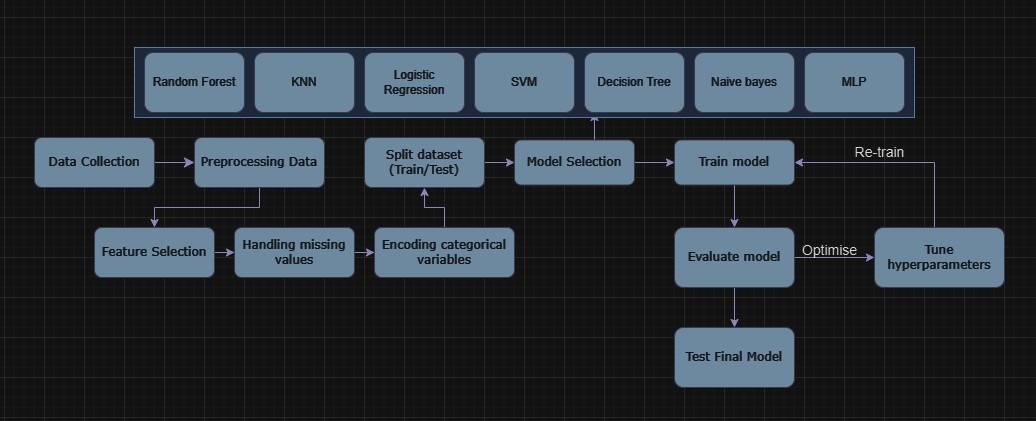 Random Forest
KNN
Logistic
Regression
SVM
Decision Tree
Naive bayes
MLP
Data Collection
Preprocessing Data
Split dataset
(Train/Test)
Model Selection
Train model
Re-train
Feature Selection
Handling missing
values
Encoding categorical
variables
Evaluate model
Optimise
Tune
hyperparameters
Test Final Model